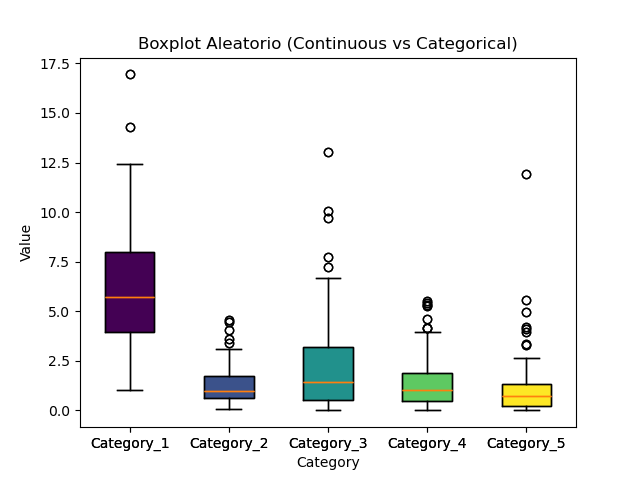 Boxplot Aleatorio (Continuous vs Categorical)
17.5
15.0
12.5
10.0
7.5
5.0
2.5
0.0
Value
Category_1 Category_2 Category_3 Category_4 Category_5
Category